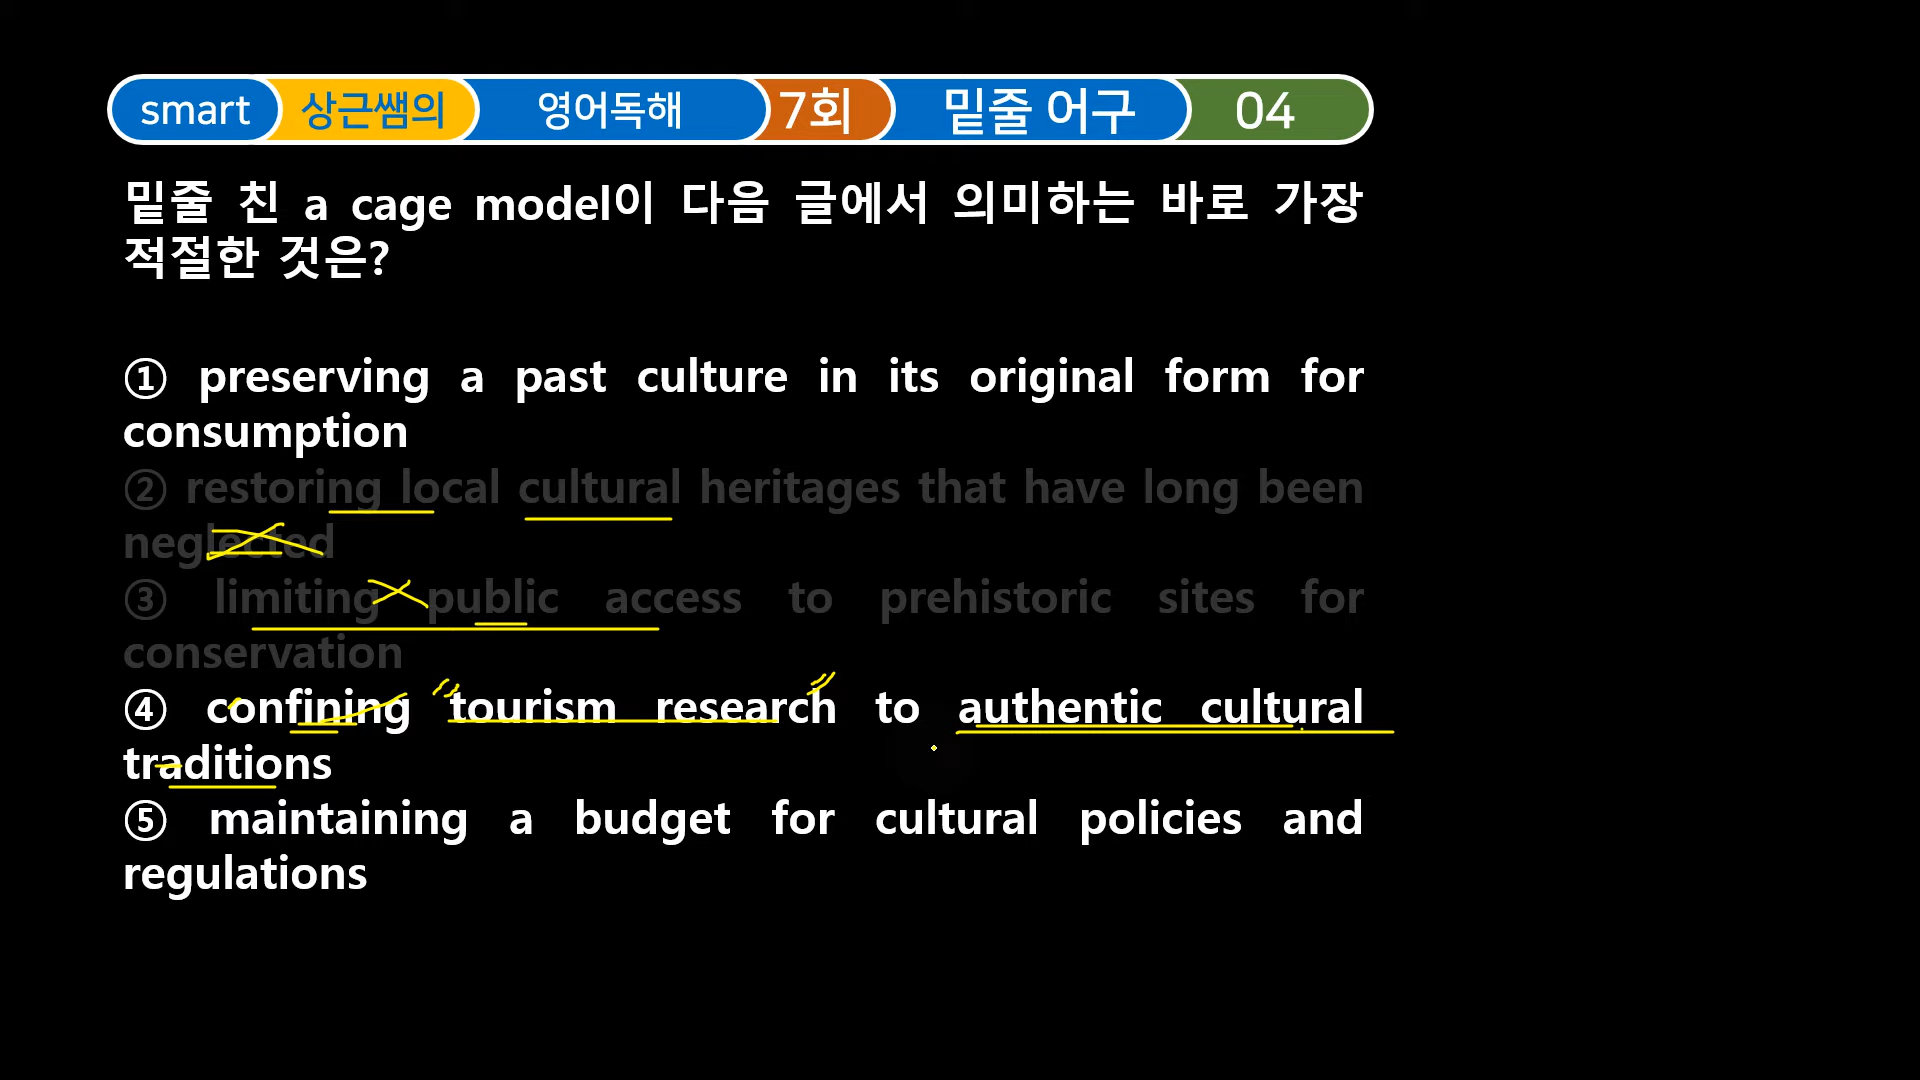 smart 상근쌤의 영어독해 7회 밑줄 어구 04
밑줄 친 a cage model이 다음 글에서 의미하는 바로 가장
적절한 것은?
① preserving a past culture in its original form for
consumption
② restoring local cultural heritages that have long been
neglected
③ limiting public access to prehistoric sites for
conservation
④ confining tourism research to authentic cultural
traditions
⑤ maintaining a budget for cultural policies and
regulations